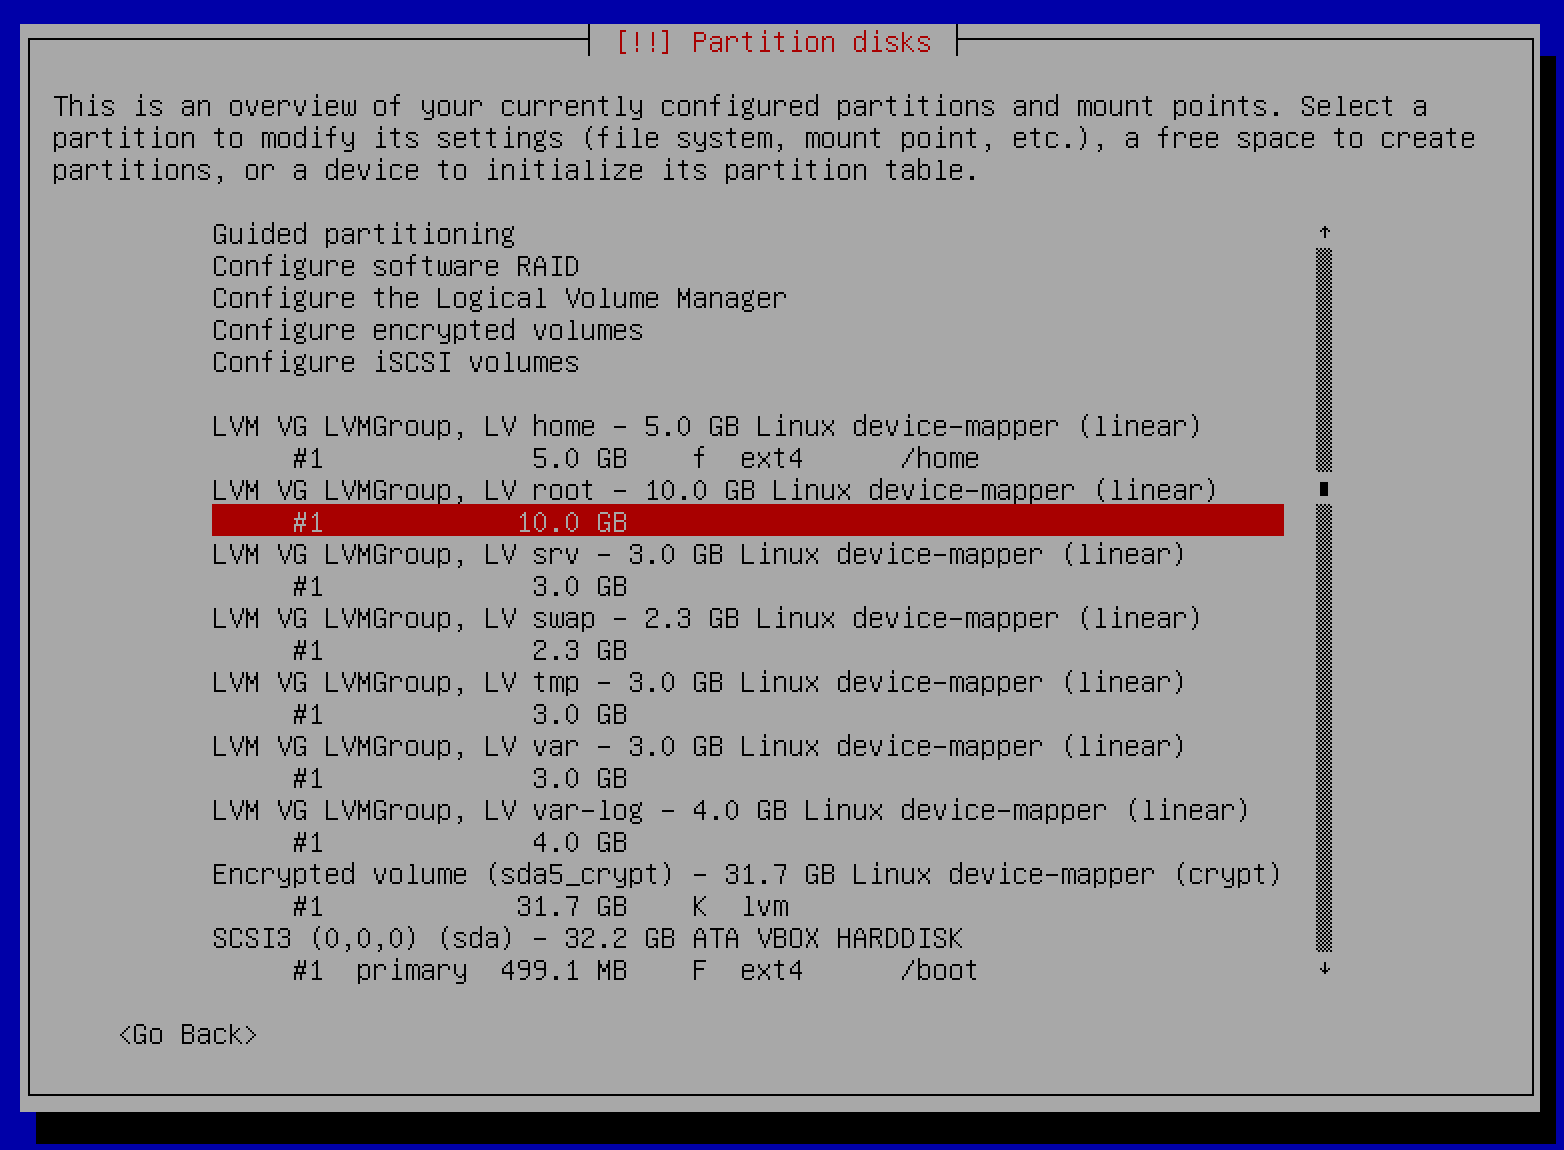 [!!] Partition disks
This is an overview of your currently configured partitions and mount points. Select a
partition to modify its settings (file system, mount point, etc.), a free space to create
partitions, or a device to initialize its partition table.
Guided partitioning
Configure software RAID
Configure the Logical Volume Manager
Configure encrypted volumes
Configure iSCSI volumes
LVM VG LVMGroup, LV home - 5.0 GB Linux device-mapper (linear)
#1 5.0 GB f ext4 /home
LVM VG LVMGroup, LV root - 10.0 GB Linux device-mapper (linear)
#1 10.0 GB
LVM VG LVMGroup, LV srv - 3.0 GB Linux device-mapper (linear)
#1 3.0 GB
LVM VG LVMGroup, LV swap - 2.3 GB Linux device-mapper (linear)
#1 2.3 GB
LVM VG LVMGroup, LV tmp - 3.0 GB Linux device-mapper (linear)
#1 3.0 GB
LVM VG LVMGroup, LV var - 3.0 GB Linux device-mapper (linear)
#1 3.0 GB
LVM VG LVMGroup, LV var-log - 4.0 GB Linux device-mapper (linear)
#1 4.0 GB
Encrypted volume (sda5_crypt) - 31.7 GB Linux device-mapper (crypt)
#1 31.7 GB K lvm
SCSI3 (0,0,0) (sda) - 32.2 GB ATA VBOX HARDDISK
#1 primary 499.1 MB F ext4 /boot
<Go Back>